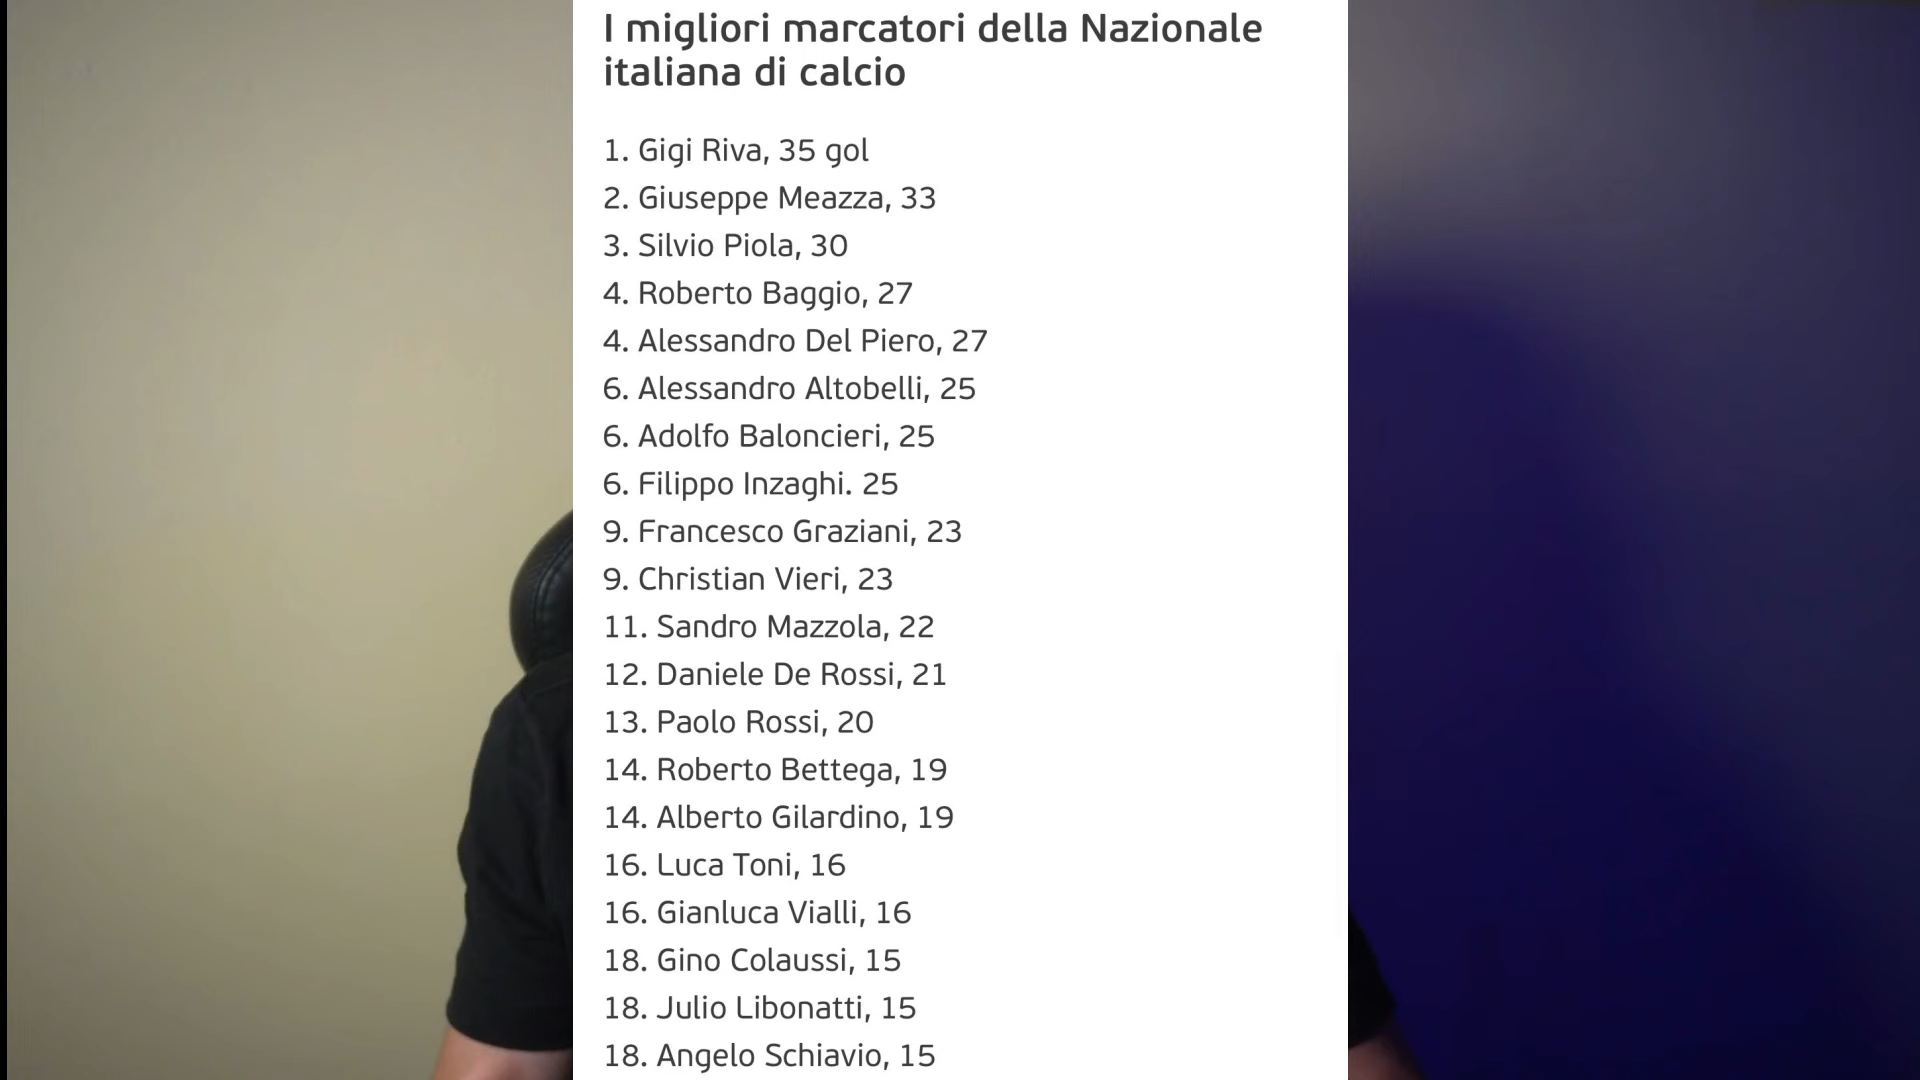 I migliori marcatori della Nazionale
italiana di calcio
1. Gigi Riva, 35 gol
2. Giuseppe Meazza, 33
3. Silvio Piola, 30
4. Roberto Baggio, 27
4. Alessandro Del Piero, 27
6. Alessandro Altobelli, 25
6. Adolfo Baloncieri, 25
6. Filippo Inzaghi. 25
9. Francesco Graziani, 23
9. Christian Vieri, 23
11. Sandro Mazzola, 22
12. Daniele De Rossi, 21
13. Paolo Rossi, 20
14. Roberto Bettega, 19
14. Alberto Gilardino, 19
16. Luca Toni, 16
16. Gianluca Vialli, 16
18. Gino Colaussi, 15
18. Julio Libonatti, 15
18. Angelo Schiavio, 15